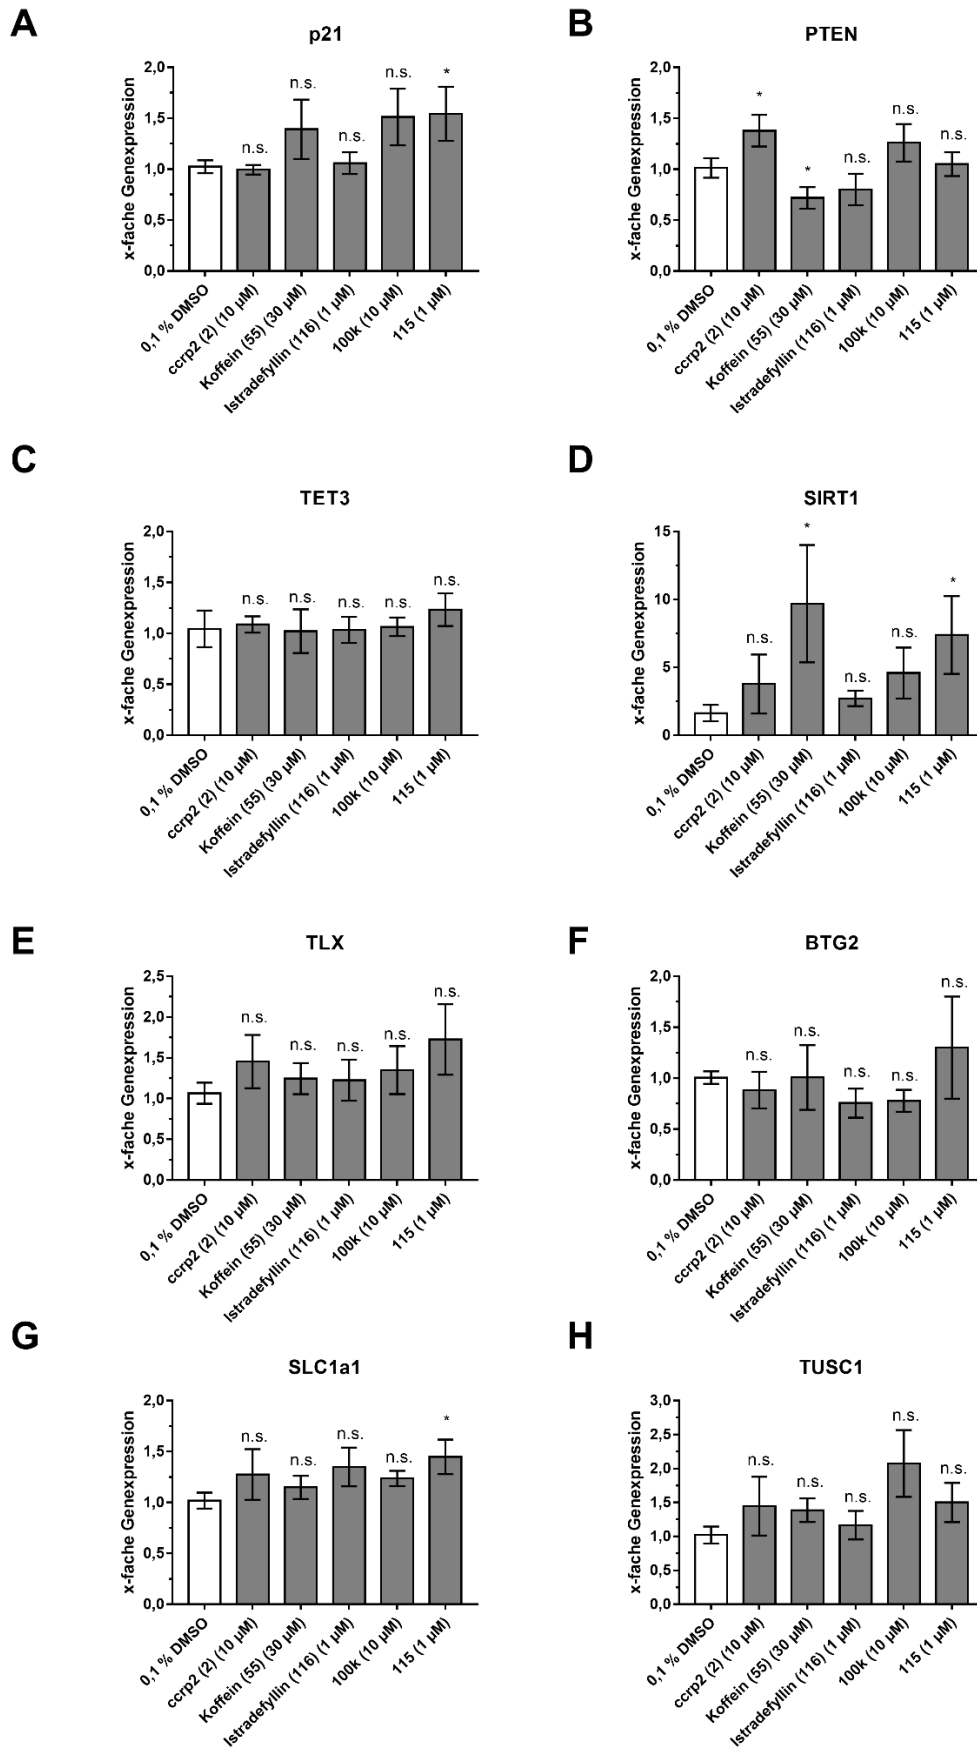 A
p21
x-fache Genexpression
2,0
1,5
1,0
0,5
0,0
n.s.
n.s.
n.s.
n.s.
*
0,1 % DMSO
ccrp2 (2) (10 µM)
Koffein (55) (30 µM)
Istradefyllin (116) (1 µM)
100k (10 µM)
115 (1 µM)
B
PTEN
x-fache Genexpression
2,0
1,5
1,0
0,5
0,0
*
*
n.s.
n.s.
n.s.
0,1 % DMSO
ccrp2 (2) (10 µM)
Koffein (55) (30 µM)
Istradefyllin (116) (1 µM)
100k (10 µM)
115 (1 µM)
C
TET3
x-fache Genexpression
2,0
1,5
1,0
0,5
0,0
n.s.
n.s.
n.s.
n.s.
n.s.
0,1 % DMSO
ccrp2 (2) (10 µM)
Koffein (55) (30 µM)
Istradefyllin (116) (1 µM)
100k (10 µM)
115 (1 µM)
D
SIRT1
x-fache Genexpression
15
10
5
0
n.s.
*
n.s.
n.s.
*
0,1 % DMSO
ccrp2 (2) (10 µM)
Koffein (55) (30 µM)
Istradefyllin (116) (1 µM)
100k (10 µM)
115 (1 µM)
E
TLX
x-fache Genexpression
2,5
2,0
1,5
1,0
0,5
0,0
n.s.
n.s.
n.s.
n.s.
n.s.
0,1 % DMSO
ccrp2 (2) (10 µM)
Koffein (55) (30 µM)
Istradefyllin (116) (1 µM)
100k (10 µM)
115 (1 µM)
F
BTG2
x-fache Genexpression
2,0
1,5
1,0
0,5
0,0
n.s.
n.s.
n.s.
n.s.
n.s.
0,1 % DMSO
ccrp2 (2) (10 µM)
Koffein (55) (30 µM)
Istradefyllin (116) (1 µM)
100k (10 µM)
115 (1 µM)
G
SLC1a1
x-fache Genexpression
2,0
1,5
1,0
0,5
0,0
n.s.
n.s.
n.s.
n.s.
*
0,1 % DMSO
ccrp2 (2) (10 µM)
Koffein (55) (30 µM)
Istradefyllin (116) (1 µM)
100k (10 µM)
115 (1 µM)
H
TUSC1
x-fache Genexpression
3,0
2,5
2,0
1,5
1,0
0,5
0,0
n.s.
n.s.
n.s.
n.s.
n.s.
0,1 % DMSO
ccrp2 (2) (10 µM)
Koffein (55) (30 µM)
Istradefyllin (116) (1 µM)
100k (10 µM)
115 (1 µM)